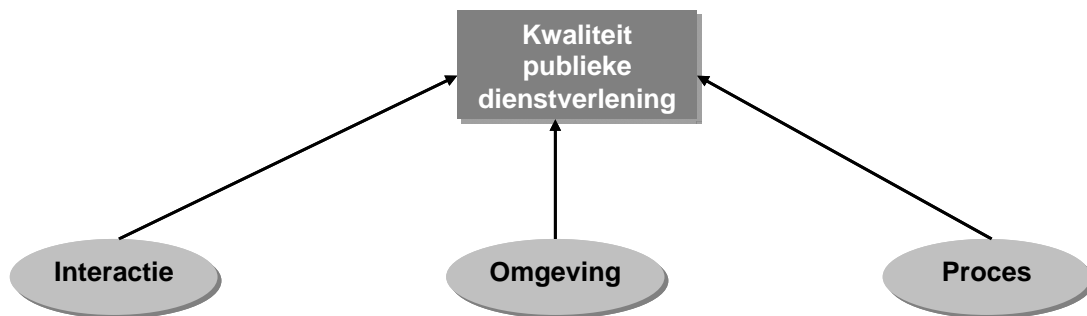 Kwaliteit
publieke
dienstverlening
Interactie
Omgeving
Proces